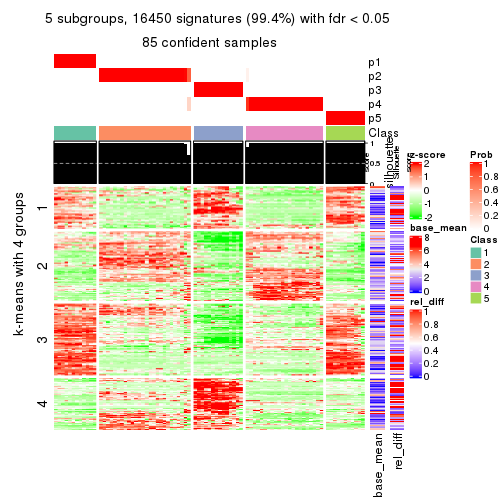 5 subgroups, 16450 signatures (99.4%) with fdr < 0.05
85 confident samples
p1
p2
p3
p4
p5
Class
1
0.5
0
silhouette
Silhouette
score
k-means with 4 groups
1
2
3
4
base_mean
rel_diff
z-score
2
1
0
-1
-2
base_mean
8
6
4
2
0
rel_diff
1
0.8
0.6
0.4
0.2
0
Prob
1
0.8
0.6
0.4
0.2
0
Class
1
2
3
4
5